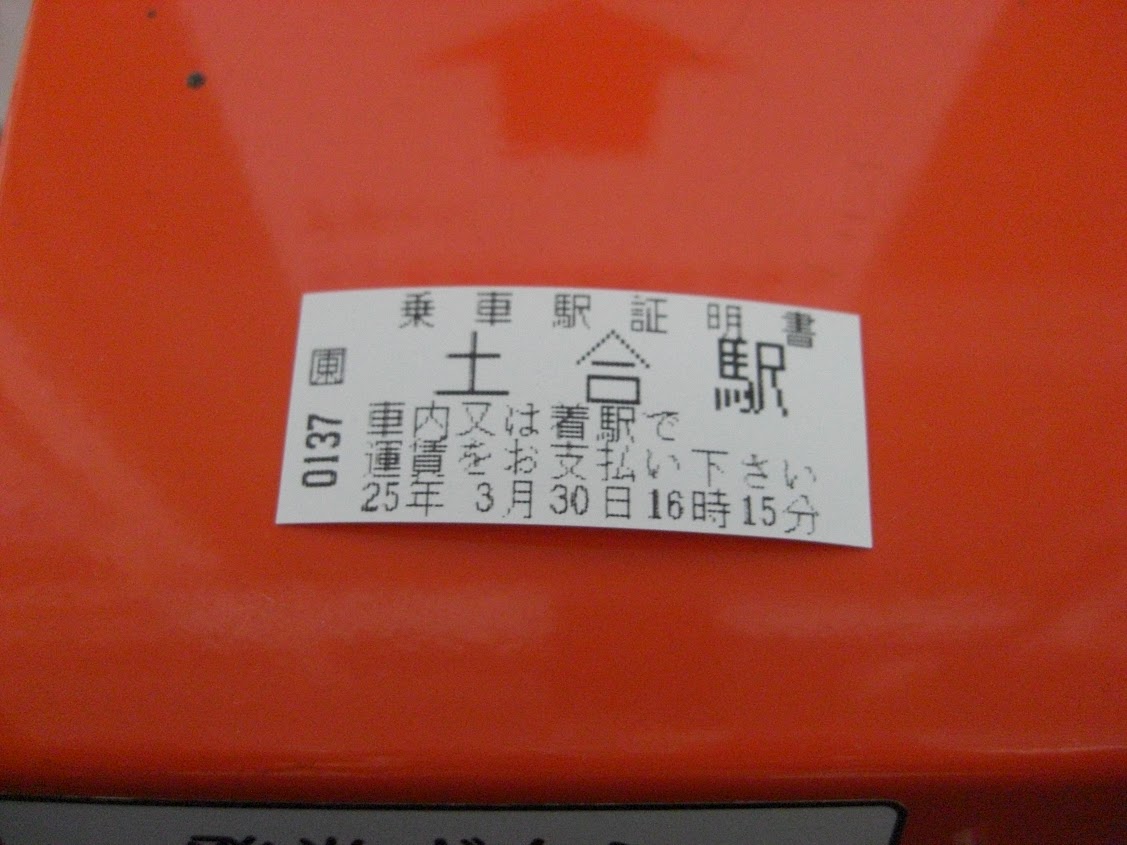 乗車駅証明書
土合駅
車内又は着駅で
運賃をお支払い下さい
25年 3月30日16時15分
東
0137